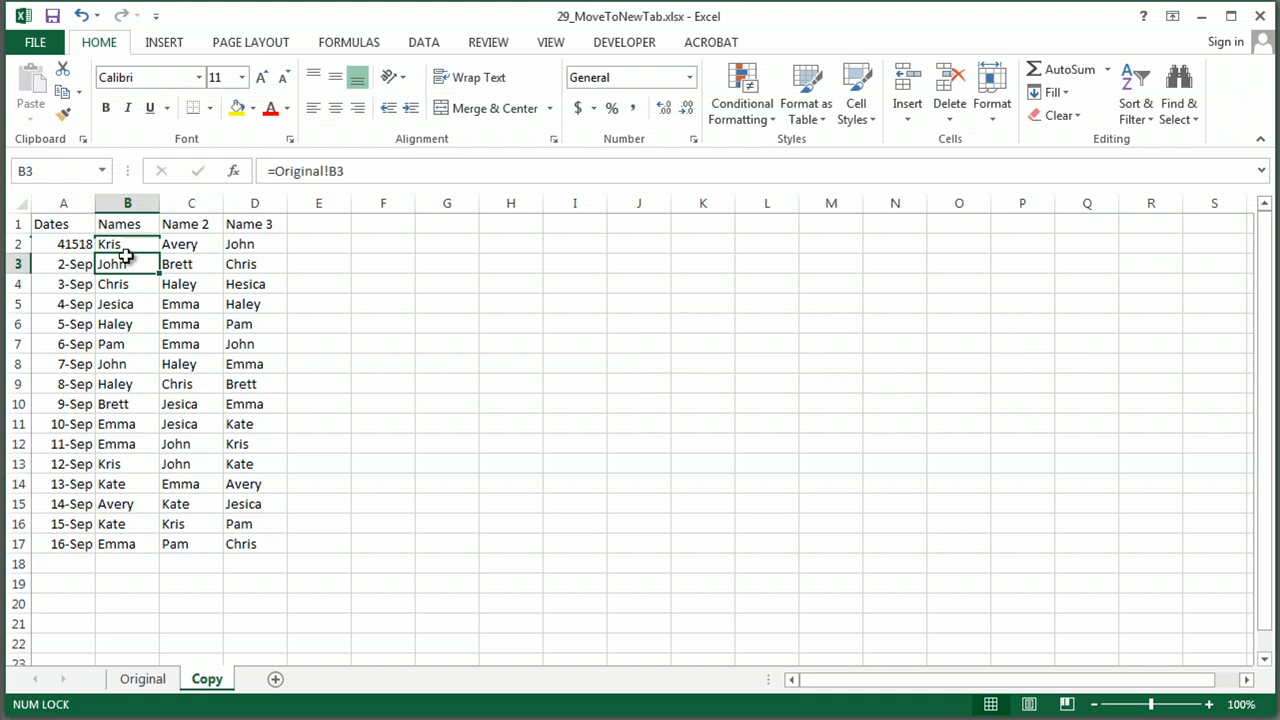 29_MoveToNewTab.xlsx - Excel
?
FILE HOME INSERT PAGE LAYOUT FORMULAS DATA REVIEW VIEW DEVELOPER ACROBAT Sign in
Paste
Calibri 11 A A
B I U A
Wrap Text
Merge & Center
General
$ % , .0 .00 .00 .0
Conditional Formatting
Format as Table
Cell Styles
Insert Delete Format
AutoSum
Fill
Clear
Sort & Filter
Find & Select
Clipboard Font Alignment Number Styles Cells Editing
B3 fx =Original!B3
A B C D E F G H I J K L M N O P Q R S
1 Dates Names Name 2 Name 3
2 41518 Kris Avery John
3 2-Sep John Brett Chris
4 3-Sep Chris Haley Hesica
5 4-Sep Jesica Emma Haley
6 5-Sep Haley Emma Pam
7 6-Sep Pam Emma John
8 7-Sep John Haley Emma
9 8-Sep Haley Chris Brett
10 9-Sep Brett Jesica Emma
11 10-Sep Emma Jesica Kate
12 11-Sep Emma John Kris
13 12-Sep Kris John Kate
14 13-Sep Kate Emma Avery
15 14-Sep Avery Kate Jesica
16 15-Sep Kate Kris Pam
17 16-Sep Emma Pam Chris
18
19
20
21
22
23
Original Copy
NUM LOCK 100%